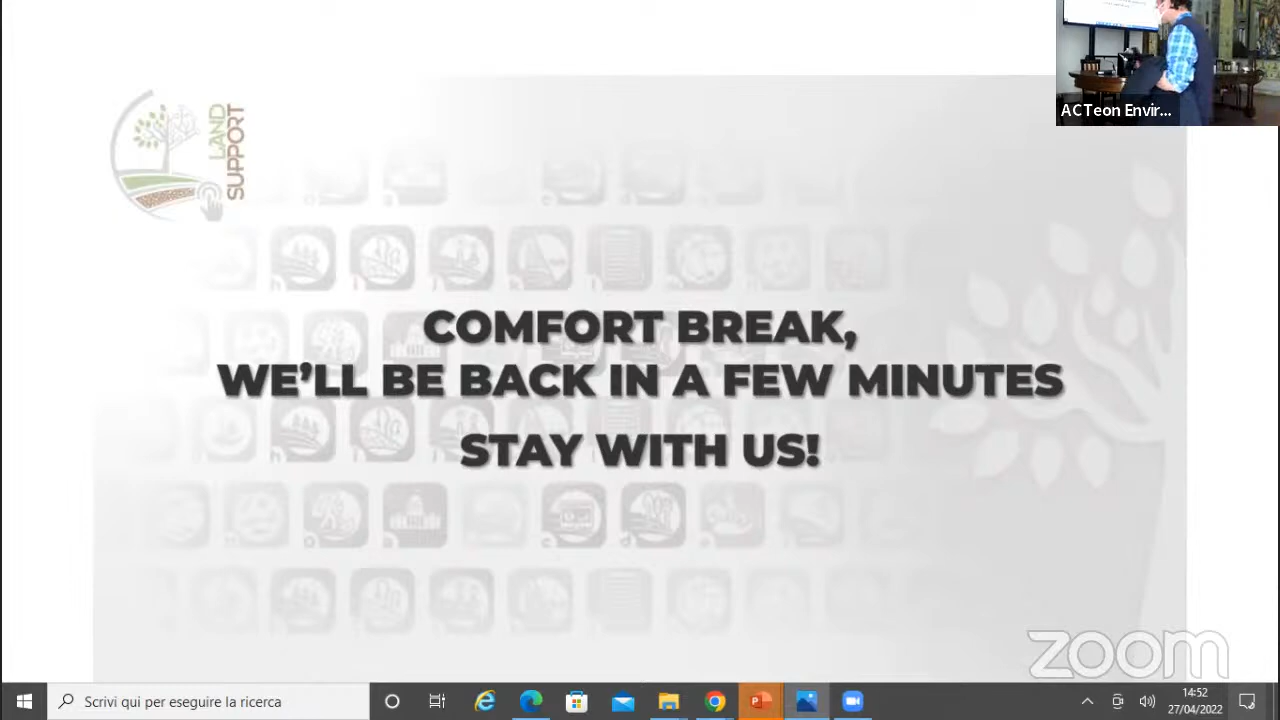 ACTeon Envir...
LAND
SUPPORT
COMFORT BREAK,
WE'LL BE BACK IN A FEW MINUTES
STAY WITH US!
zoom
Scrivi qui per eseguire la ricerca
14:52
27/04/2022